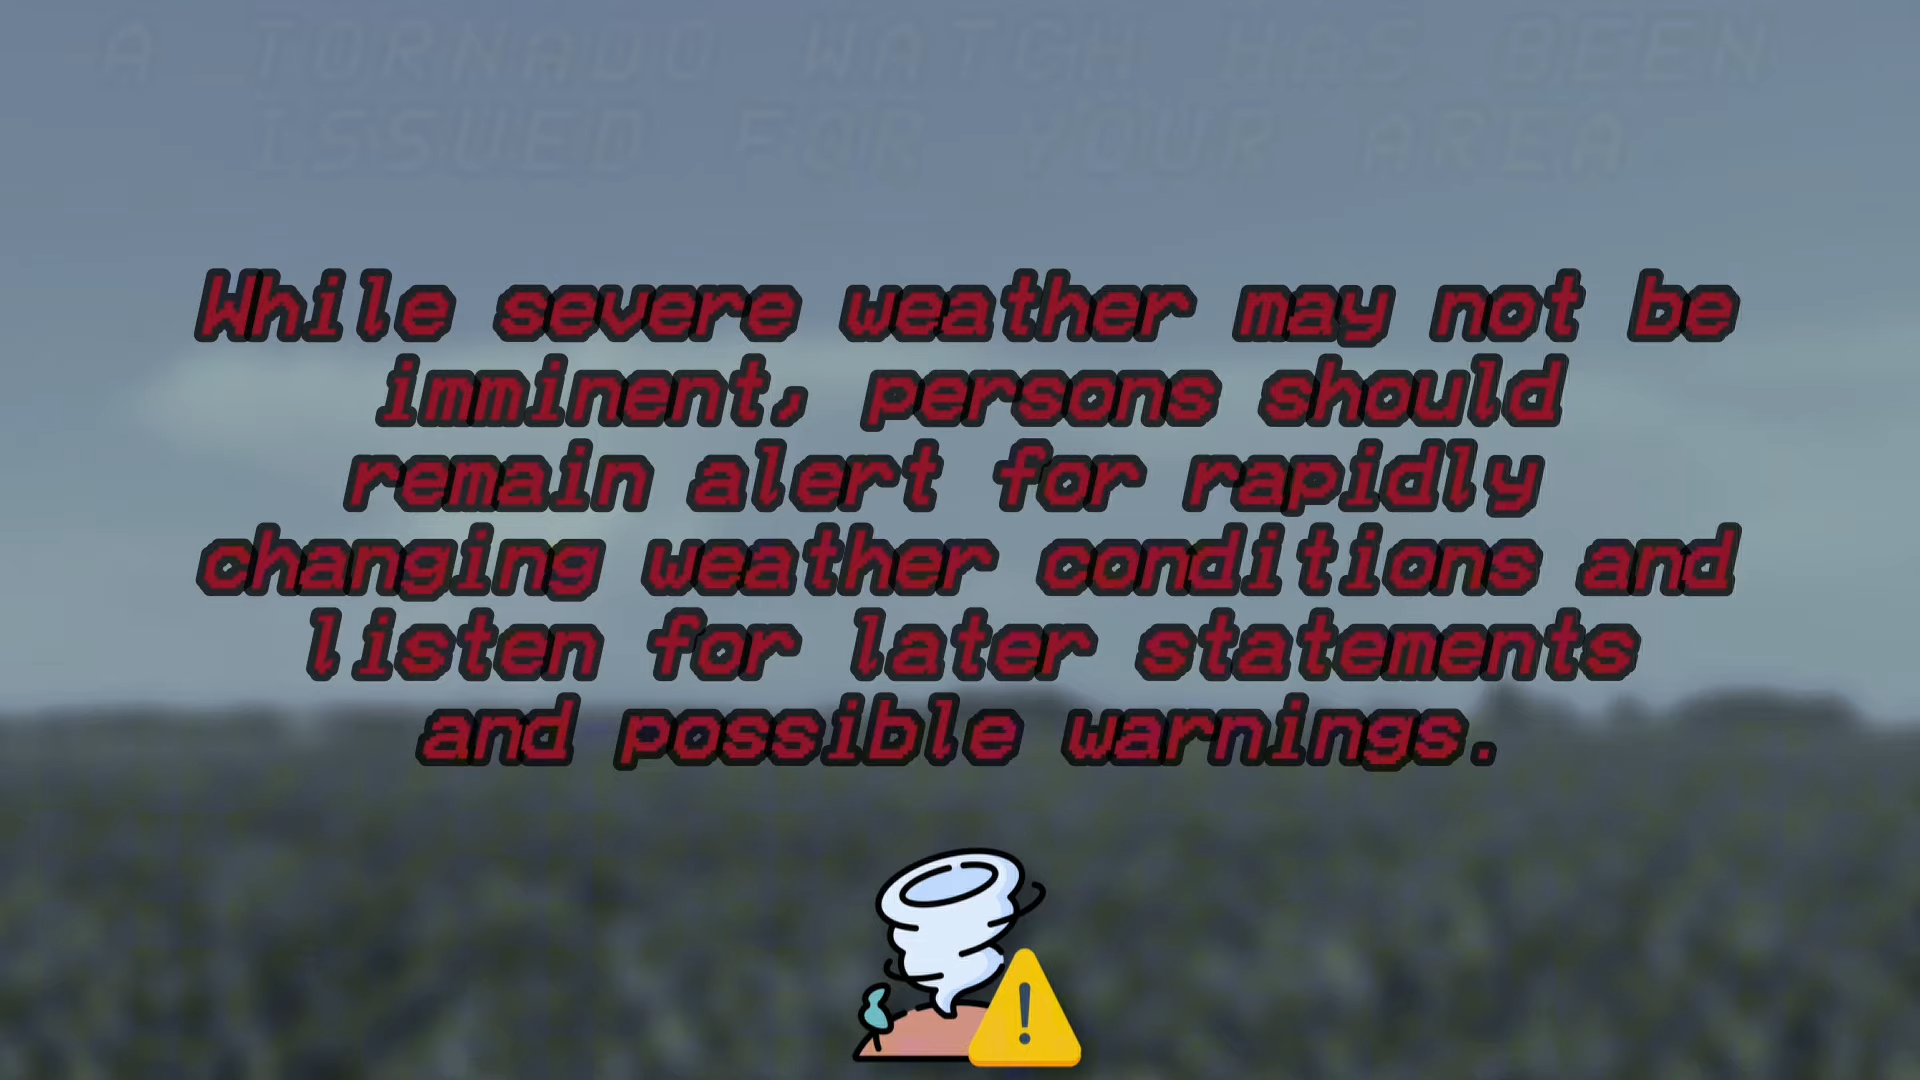 A TORNADO WATCH HAS BEEN
ISSUED FOR YOUR AREA
While severe weather may not be
imminent, persons should
remain alert for rapidly
changing weather conditions and
listen for later statements
and possible warnings.
!